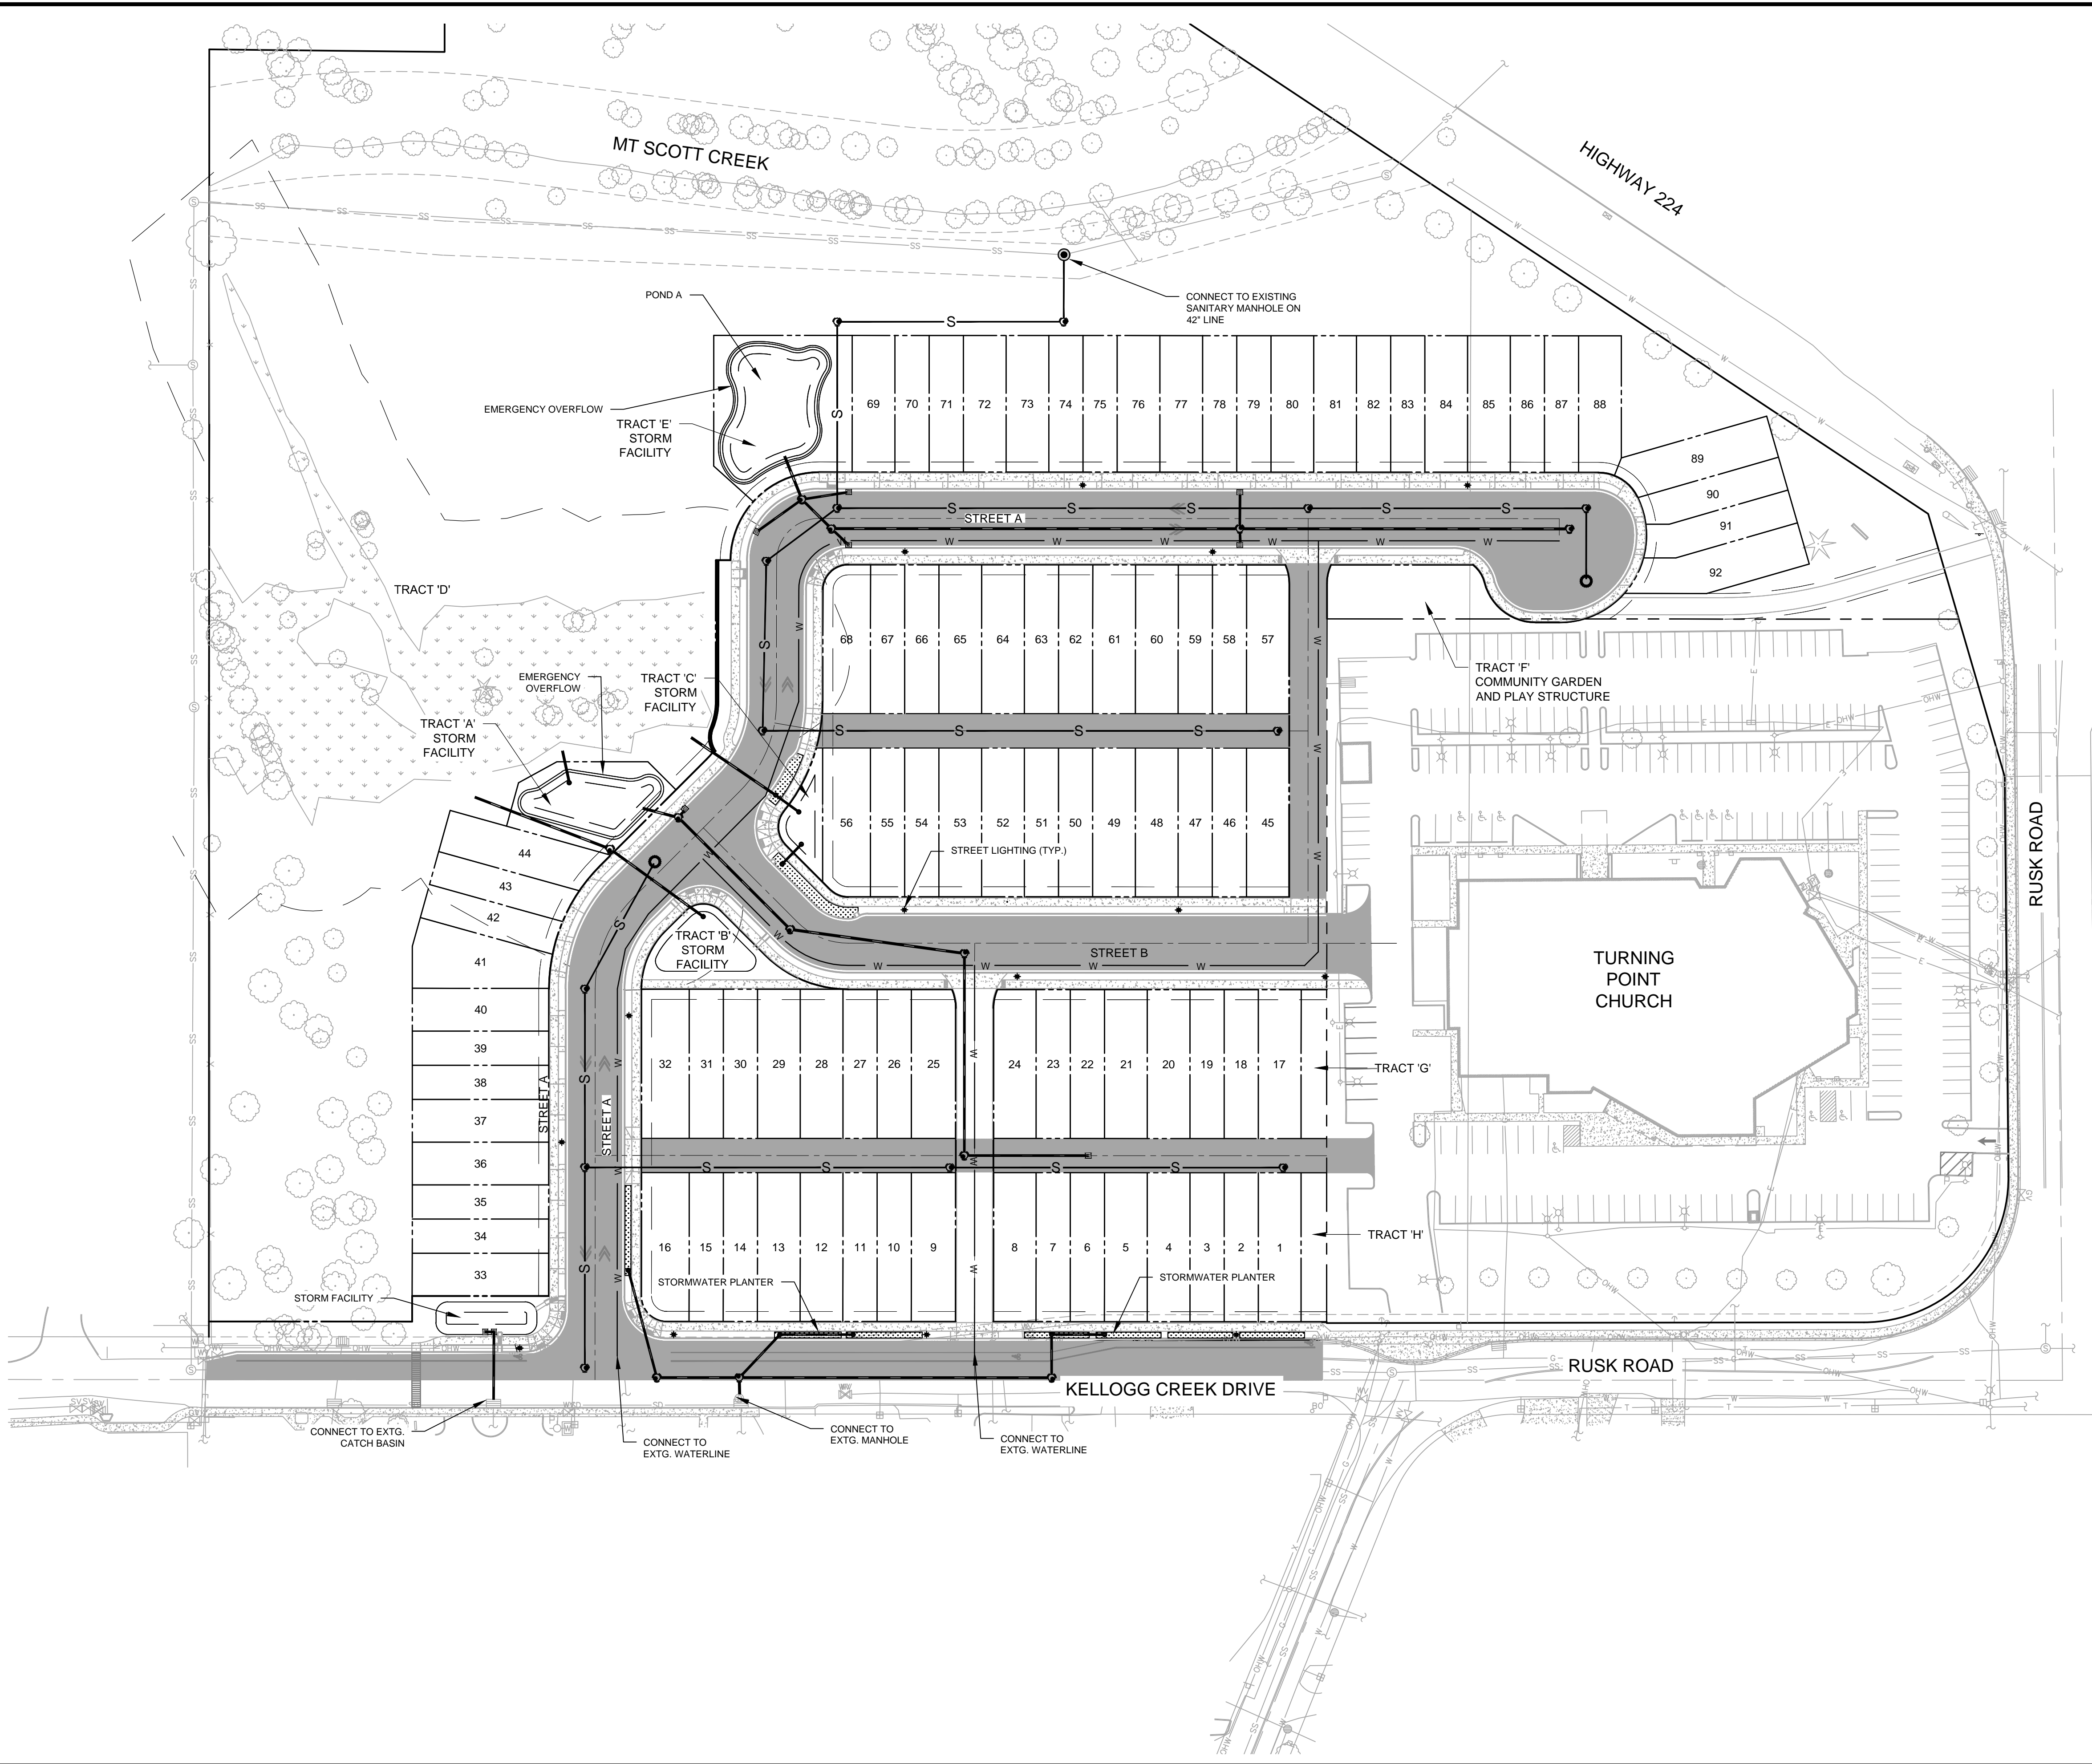 MT SCOTT CREEK
HIGHWAY 224
POND A
CONNECT TO EXISTING
SANITARY MANHOLE ON
42" LINE
EMERGENCY OVERFLOW
TRACT 'E'
STORM
FACILITY
69 70 71 72 73 74 75 76 77 78 79 80 81 82 83 84 85 86 87 88
89
90
91
92
STREET A
TRACT 'D'
68 67 66 65 64 63 62 61 60 59 58 57
TRACT 'F'
COMMUNITY GARDEN
AND PLAY STRUCTURE
EMERGENCY
OVERFLOW
TRACT 'C'
STORM
FACILITY
TRACT 'A'
STORM
FACILITY
56 55 54 53 52 51 50 49 48 47 46 45
STREET LIGHTING (TYP.)
RUSK ROAD
44
43
42
41
40
39
38
37
36
35
34
33
TRACT 'B'
STORM
FACILITY
STREET B
TURNING
POINT
CHURCH
32 31 30 29 28 27 26 25 24 23 22 21 20 19 18 17
TRACT 'G'
STREET A
STREET A
16 15 14 13 12 11 10 9 8 7 6 5 4 3 2 1
TRACT 'H'
STORMWATER PLANTER
STORMWATER PLANTER
STORM FACILITY
RUSK ROAD
KELLOGG CREEK DRIVE
CONNECT TO EXTG.
CATCH BASIN
CONNECT TO
EXTG. WATERLINE
CONNECT TO
EXTG. MANHOLE
CONNECT TO
EXTG. WATERLINE